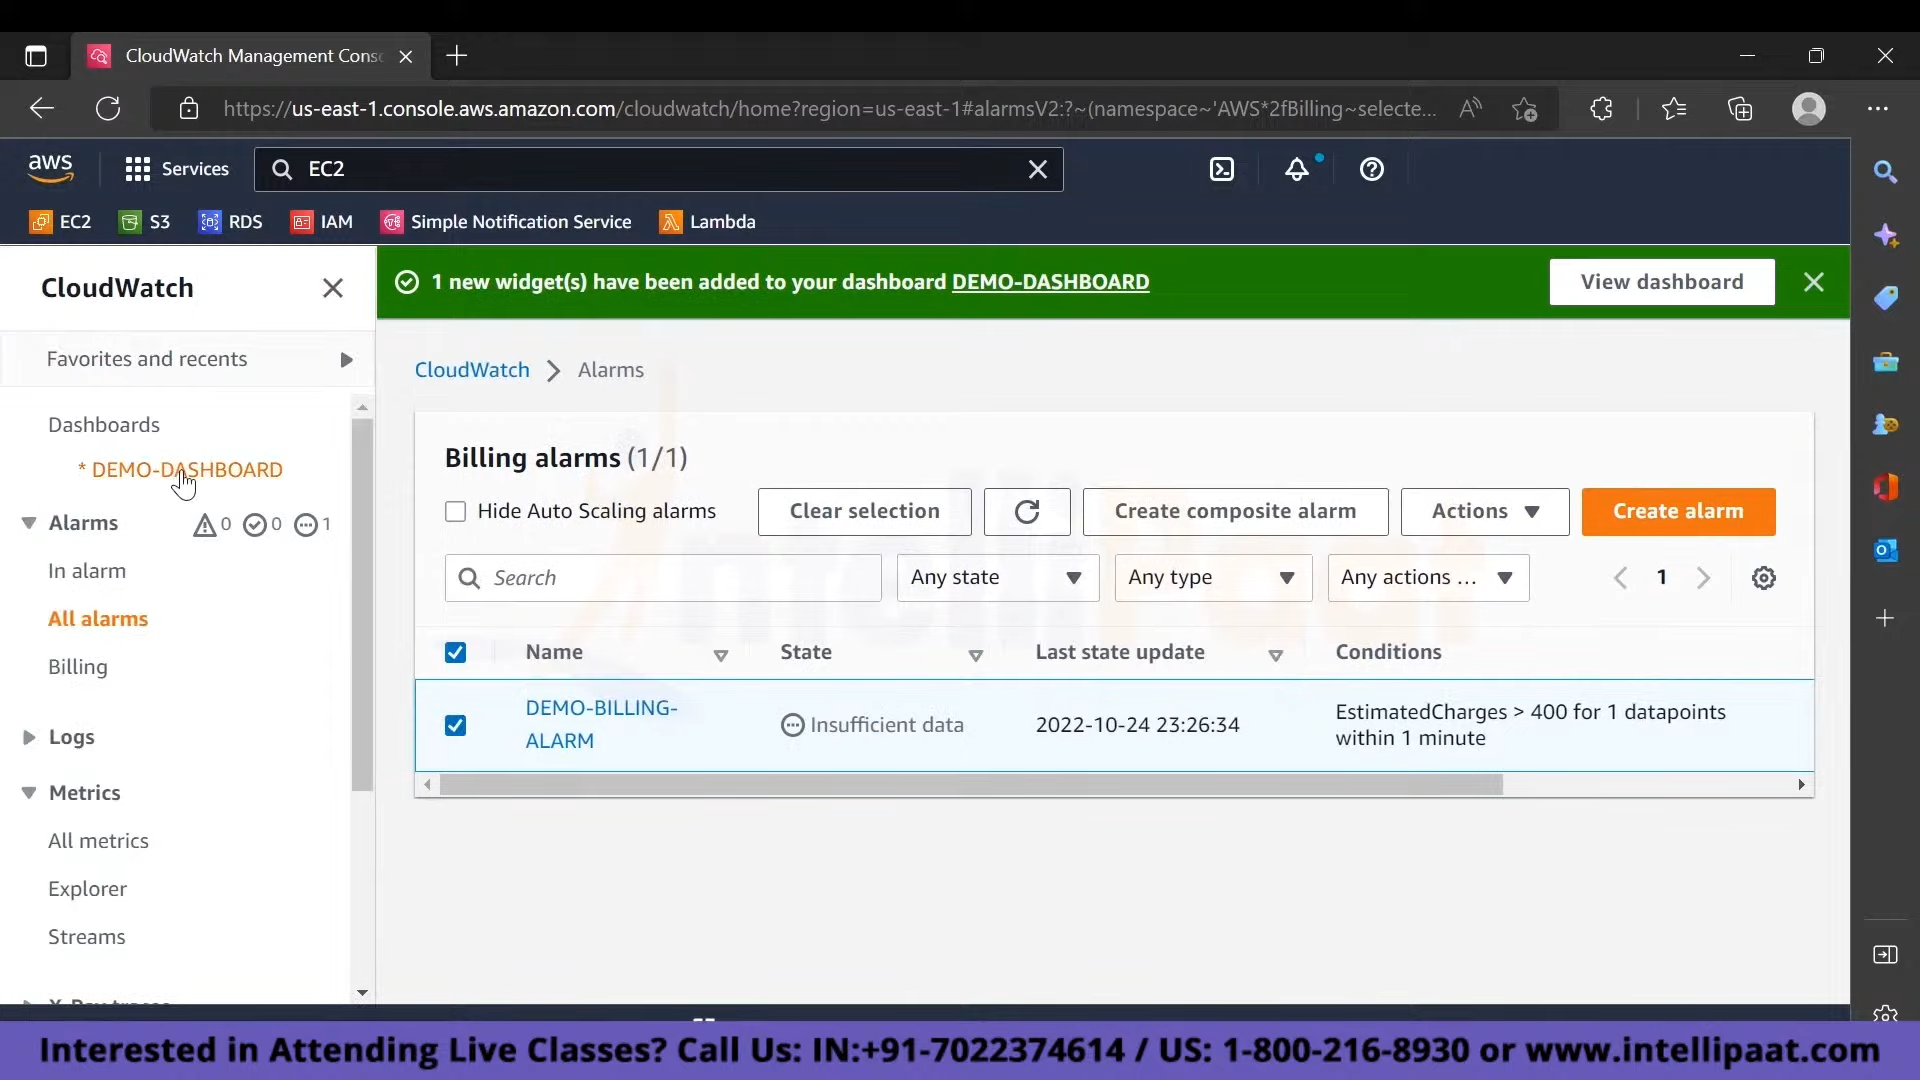 CloudWatch Management Cons
https://us-east-1.console.aws.amazon.com/cloudwatch/home?region=us-east-1#alarmsV2:?~(namespace~'AWS*2fBilling~selecte...
aws
Services
EC2
EC2 S3 RDS IAM Simple Notification Service Lambda
CloudWatch
1 new widget(s) have been added to your dashboard DEMO-DASHBOARD
View dashboard
Favorites and recents
CloudWatch > Alarms
Dashboards
* DEMO-DASHBOARD
Billing alarms (1/1)
Hide Auto Scaling alarms
Clear selection
Create composite alarm
Actions
Create alarm
Alarms 0 0 1
In alarm
Search
Any state
Any type
Any actions ...
1
All alarms
Billing
Name State Last state update Conditions
DEMO-BILLING-
ALARM
Insufficient data
2022-10-24 23:26:34
EstimatedCharges > 400 for 1 datapoints
within 1 minute
Logs
Metrics
All metrics
Explorer
Streams
Interested in Attending Live Classes? Call Us: IN:+91-7022374614 / US: 1-800-216-8930 or www.intellipaat.com